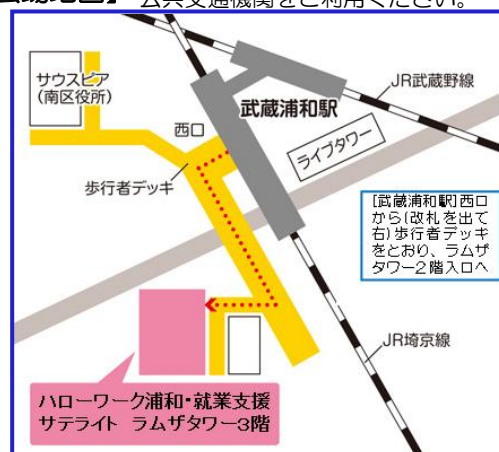 公共交通機関をご利用ください。
サウスピア
(南区役所)
西口
武蔵浦和駅
JR武蔵野線
ライブタワー
歩行者デッキ
[武蔵浦和駅]西口
から(改札を出て
右)歩行者デッキ
をとおり、ラムザ
タワー2階入口へ
JR埼京線
ハローワーク浦和・就業支援
サテライト ラムザタワー3階